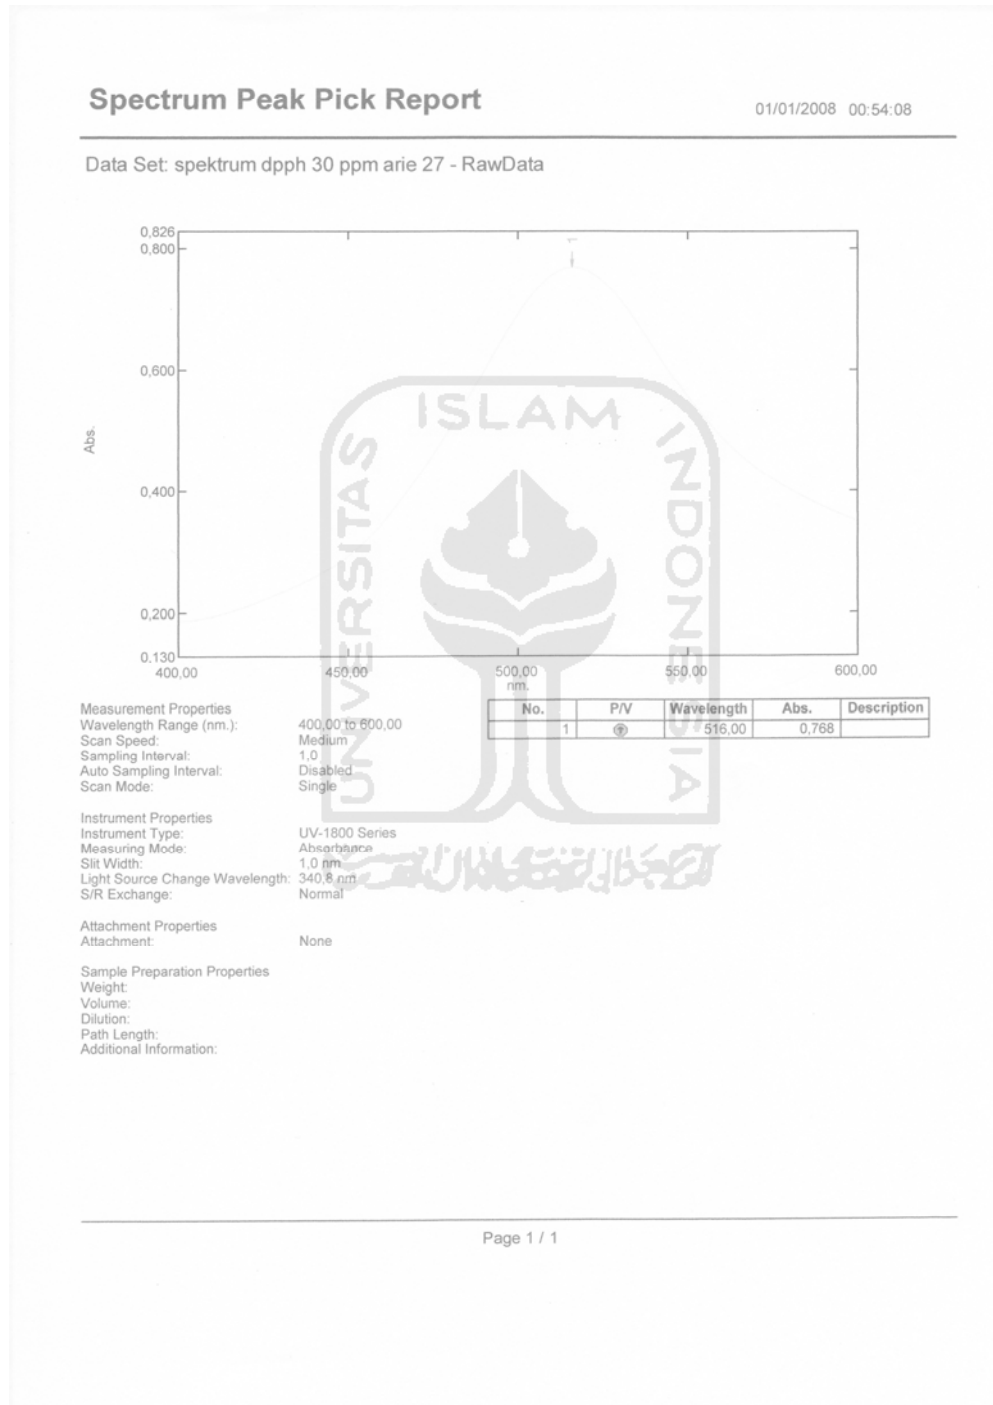 Spectrum Peak Pick Report
01/01/2008 00:54:08
Data Set: spektrum dpph 30 ppm arie 27 - RawData
0,826
0,800
0,600
Abs.
0,400
0,200
0.130
400,00 450,00 500,00 550,00 600,00
nm.
1
ISLAM
UNIVERSITAS
INDONESIA
Measurement Properties
Wavelength Range (nm.): 400,00 to 600,00
Scan Speed: Medium
Sampling Interval: 1,0
Auto Sampling Interval: Disabled
Scan Mode: Single
No. P/V Wavelength Abs. Description
1 516,00 0,768
Instrument Properties
Instrument Type: UV-1800 Series
Measuring Mode: Absorbance
Slit Width: 1,0 nm
Light Source Change Wavelength: 340,8 nm
S/R Exchange: Normal
Attachment Properties
Attachment: None
Sample Preparation Properties
Weight:
Volume:
Dilution:
Path Length:
Additional Information:
Page 1 / 1